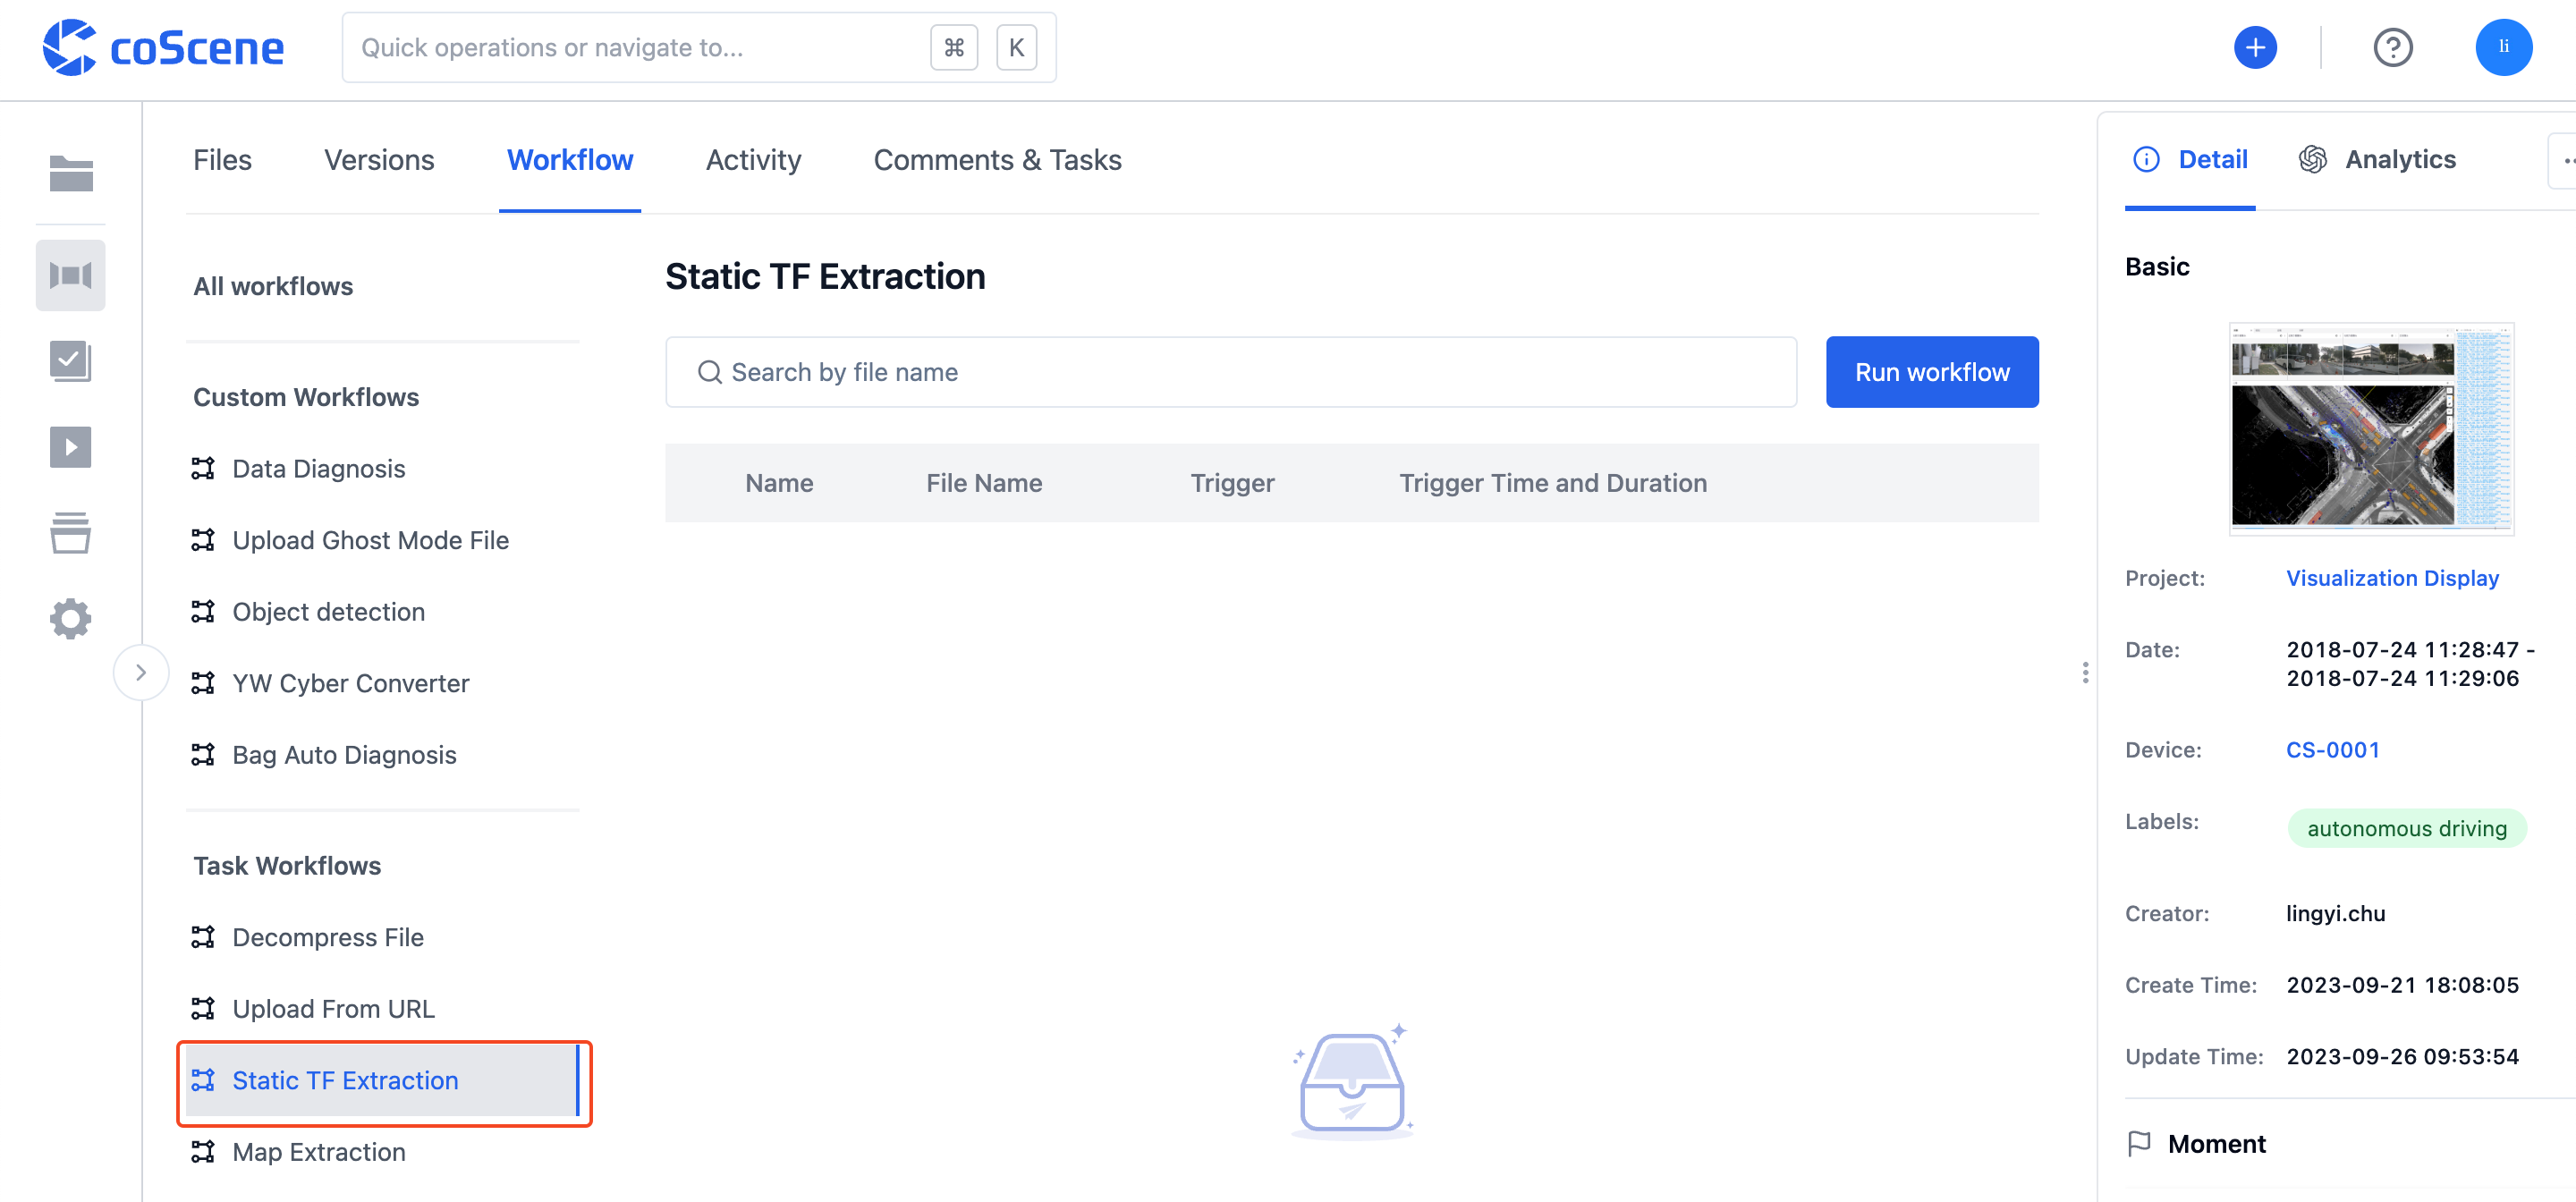 coScene
Quick operations or navigate to...
⌘ K
li
Files Versions Workflow Activity Comments & Tasks
All workflows
Custom Workflows
Data Diagnosis
Upload Ghost Mode File
Object detection
YW Cyber Converter
Bag Auto Diagnosis
Task Workflows
Decompress File
Upload From URL
Static TF Extraction
Map Extraction
Static TF Extraction
Search by file name
Run workflow
Name File Name Trigger Trigger Time and Duration
Detail Analytics
Basic
Project: Visualization Display
Date: 2018-07-24 11:28:47 -
2018-07-24 11:29:06
Device: CS-0001
Labels: autonomous driving
Creator: lingyi.chu
Create Time: 2023-09-21 18:08:05
Update Time: 2023-09-26 09:53:54
Moment